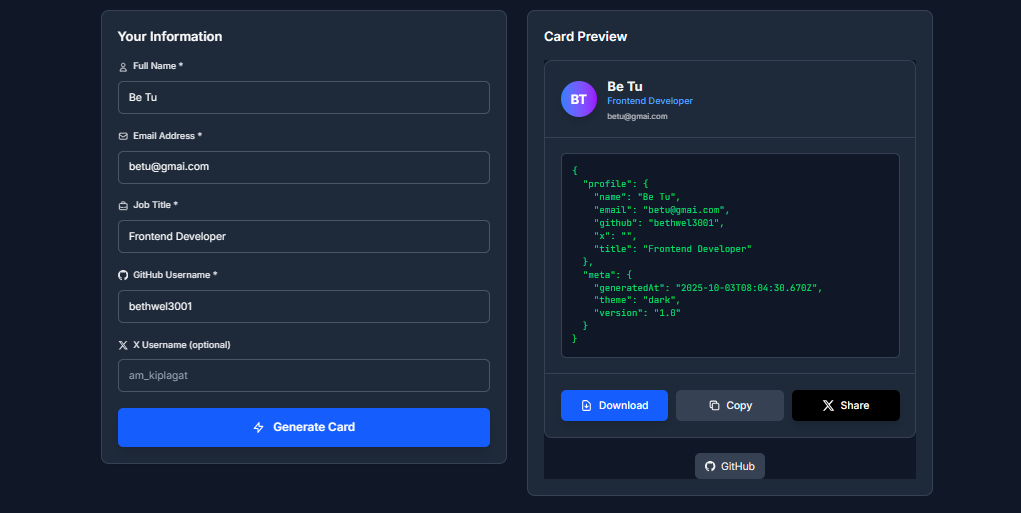 Your Information
Full Name *
Be Tu
Email Address *
betu@gmai.com
Job Title *
Frontend Developer
GitHub Username *
bethwel3001
X Username (optional)
am_kiplagat
Generate Card
Card Preview
BT
Be Tu
Frontend Developer
betu@gmai.com
{
  "profile": {
    "name": "Be Tu",
    "email": "betu@gmai.com",
    "github": "bethwel3001",
    "x": "",
    "title": "Frontend Developer"
  },
  "meta": {
    "generatedAt": "2025-10-03T08:04:30.670Z",
    "theme": "dark",
    "version": "1.0"
  }
}
Download
Copy
Share
GitHub